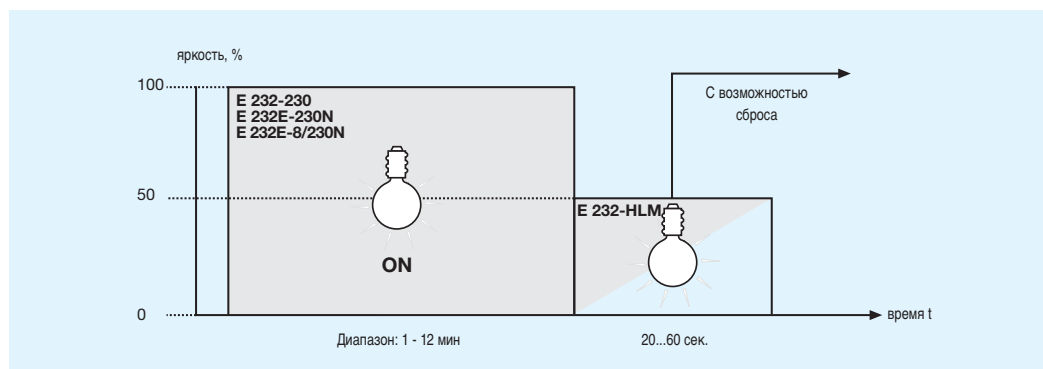 яркость, %
100
E 232-230
E 232E-230N
E 232E-8/230N
С возможностью
сброса
50
E 232-HLM
ON
0
время t
Диапазон: 1 - 12 мин
20...60 сек.